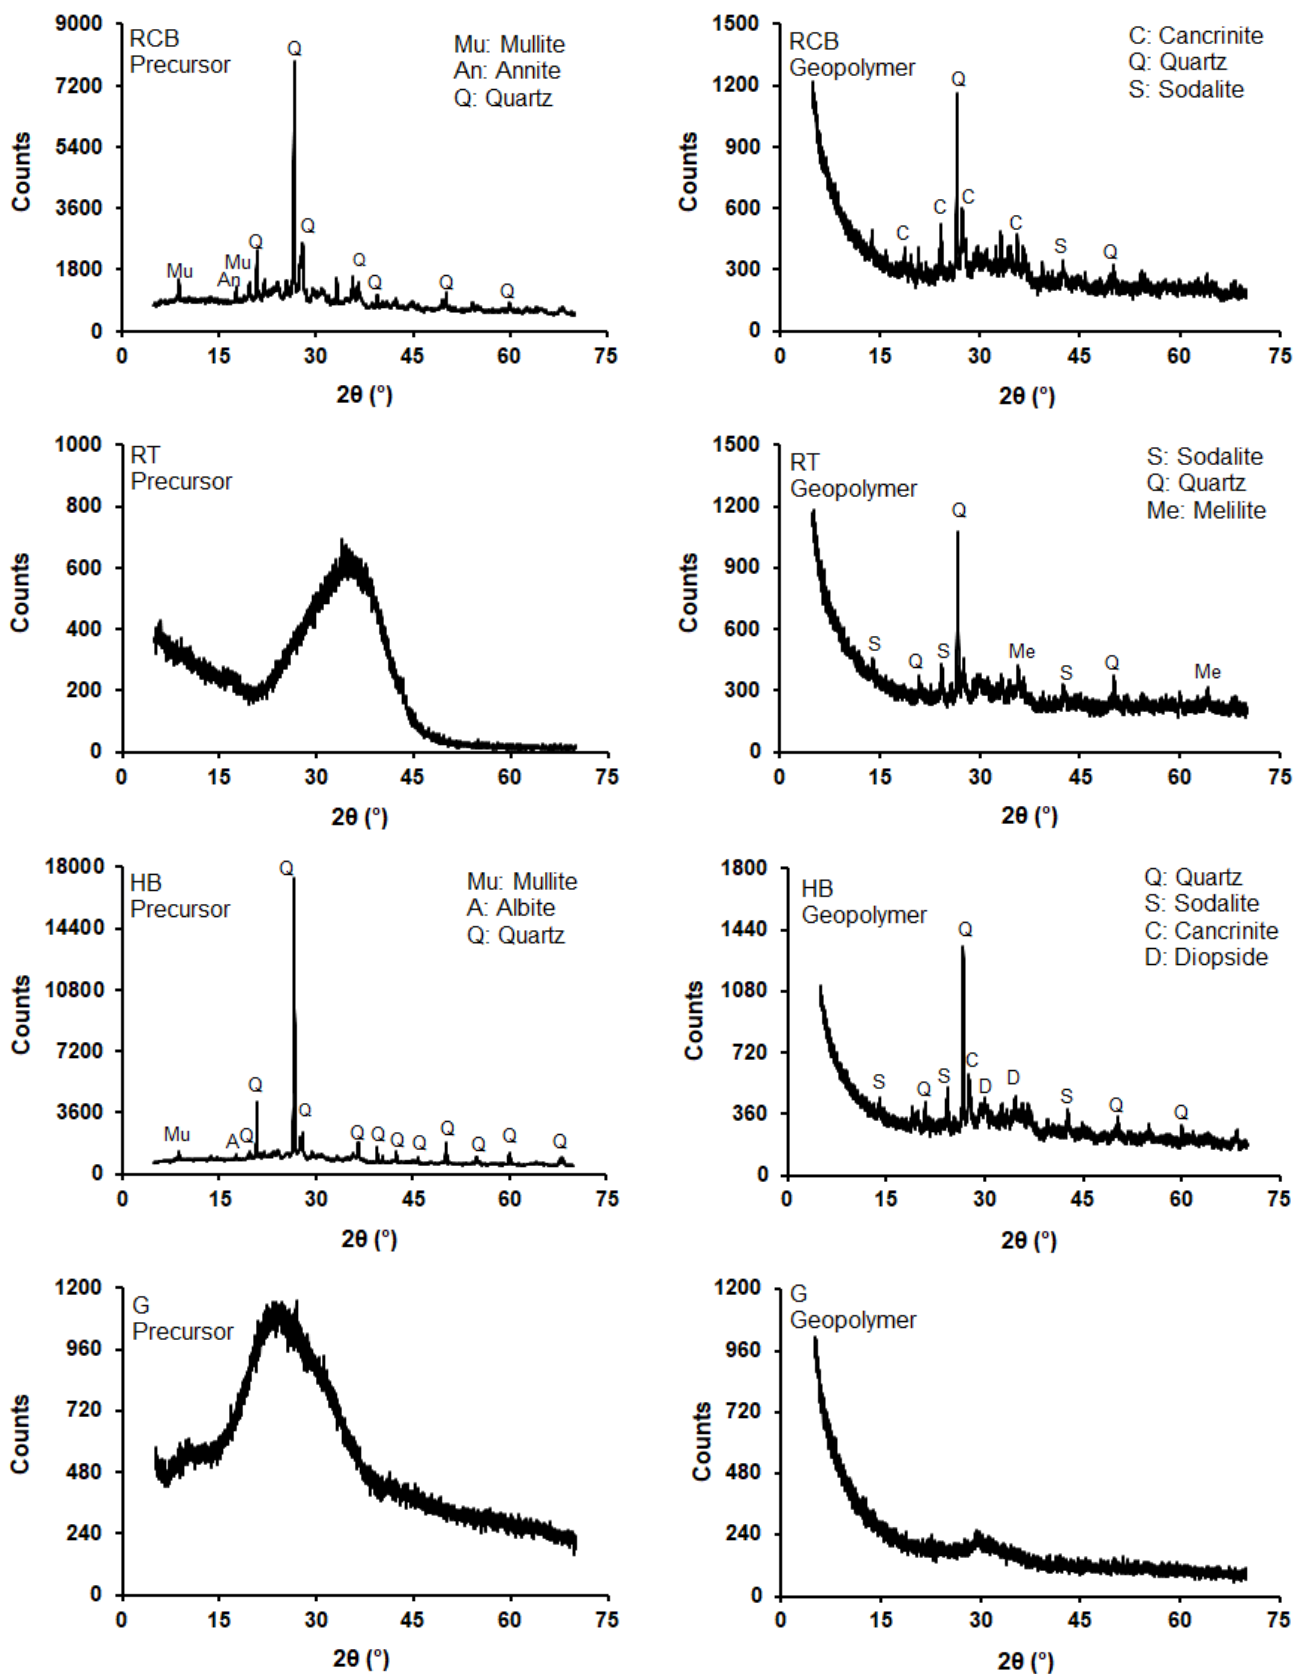 RCB
Precursor
Mu: Mullite
An: Annite
Q: Quartz
9000
7200
5400
3600
1800
0
Counts
Q
Q
Q
Mu
Mu
An
Q
Q
Q
Q
0 15 30 45 60 75
2θ (°)
RCB
Geopolymer
C: Cancrinite
Q: Quartz
S: Sodalite
1500
1200
900
600
300
0
Counts
Q
C
C
C
C
S
Q
0 15 30 45 60 75
2θ (°)
RT
Precursor
1000
800
600
400
200
0
Counts
0 15 30 45 60 75
2θ (°)
RT
Geopolymer
S: Sodalite
Q: Quartz
Me: Melilite
1500
1200
900
600
300
0
Counts
Q
S
Q
S
Me
S
Q
Me
0 15 30 45 60 75
2θ (°)
HB
Precursor
Mu: Mullite
A: Albite
Q: Quartz
18000
14400
10800
7200
3600
0
Counts
Q
Q
Q
Mu
A
Q
Q
Q
Q
Q
Q
Q
Q
Q
0 15 30 45 60 75
2θ (°)
HB
Geopolymer
Q: Quartz
S: Sodalite
C: Cancrinite
D: Diopside
1800
1440
1080
720
360
0
Counts
Q
S
Q
S
C
D
D
S
Q
Q
0 15 30 45 60 75
2θ (°)
G
Precursor
1200
960
720
480
240
0
Counts
0 15 30 45 60 75
2θ (°)
G
Geopolymer
1200
960
720
480
240
0
Counts
0 15 30 45 60 75
2θ (°)